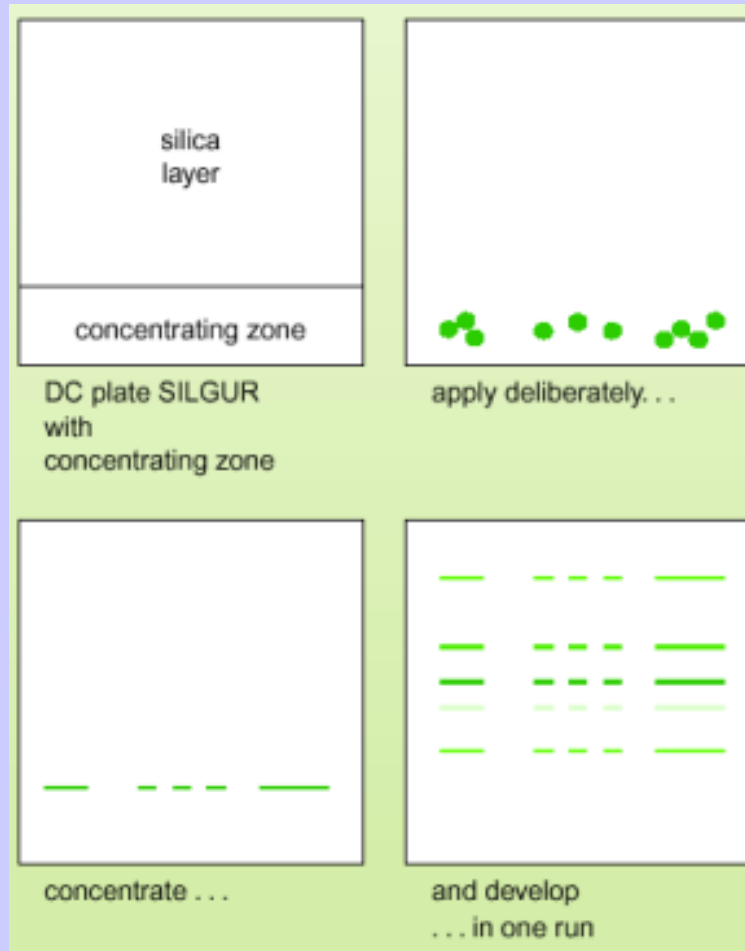 silica
layer
concentrating zone
DC plate SILGUR
with
concentrating zone
apply deliberately. . .
concentrate . . .
and develop
. . . in one run